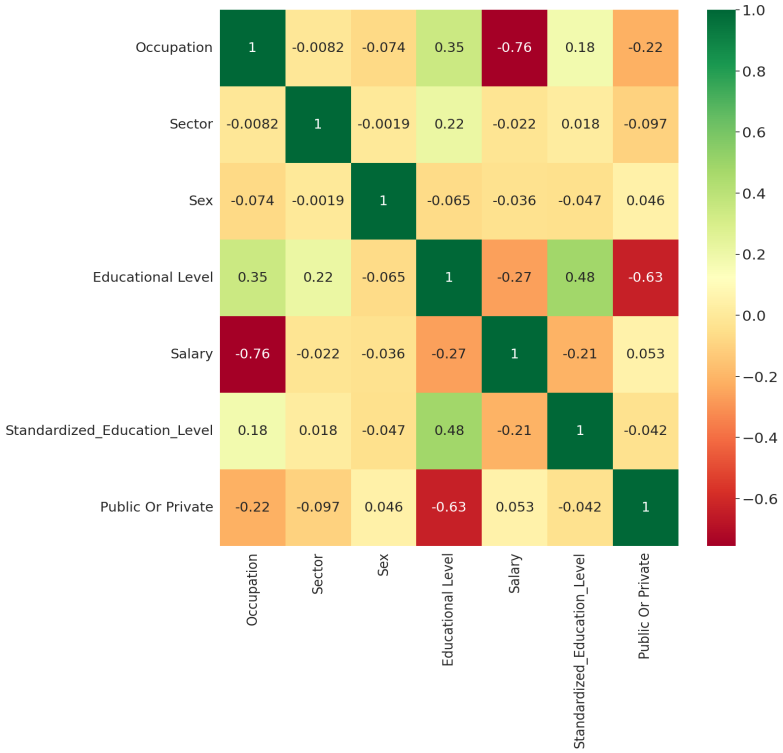 1.0
Occupation 1 -0.0082 -0.074 0.35 -0.76 0.18 -0.22
0.8
Sector -0.0082 1 -0.0019 0.22 -0.022 0.018 -0.097
0.6
Sex -0.074 -0.0019 1 -0.065 -0.036 -0.047 0.046
0.4
0.2
Educational Level 0.35 0.22 -0.065 1 -0.27 0.48 -0.63
0.0
Salary -0.76 -0.022 -0.036 -0.27 1 -0.21 0.053
−0.2
Standardized_Education_Level 0.18 0.018 -0.047 0.48 -0.21 1 -0.042
−0.4
Public Or Private -0.22 -0.097 0.046 -0.63 0.053 -0.042 1
−0.6
Occupation
Sector
Sex
Educational Level
Salary
Standardized_Education_Level
Public Or Private